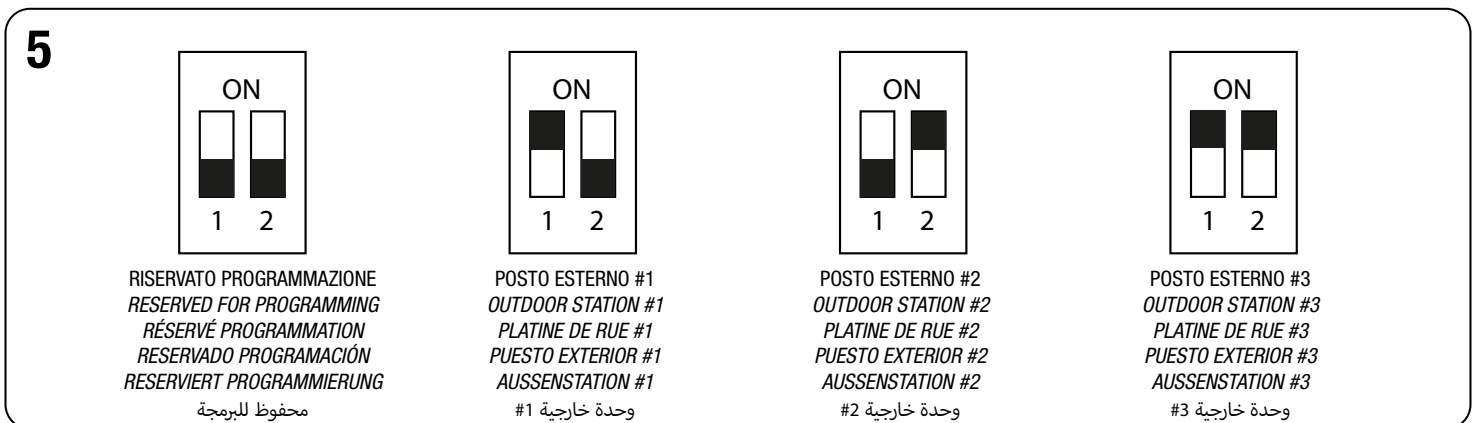 5
ON
1 2
RISERVATO PROGRAMMAZIONE
RESERVED FOR PROGRAMMING
RÉSERVÉ PROGRAMMATION
RESERVADO PROGRAMACIÓN
RESERVIERT PROGRAMMIERUNG
محفوظ للبرمجة
ON
1 2
POSTO ESTERNO #1
OUTDOOR STATION #1
PLATINE DE RUE #1
PUESTO EXTERIOR #1
AUSSENSTATION #1
وحدة خارجية 1#
ON
1 2
POSTO ESTERNO #2
OUTDOOR STATION #2
PLATINE DE RUE #2
PUESTO EXTERIOR #2
AUSSENSTATION #2
وحدة خارجية 2#
ON
1 2
POSTO ESTERNO #3
OUTDOOR STATION #3
PLATINE DE RUE #3
PUESTO EXTERIOR #3
AUSSENSTATION #3
وحدة خارجية 3#